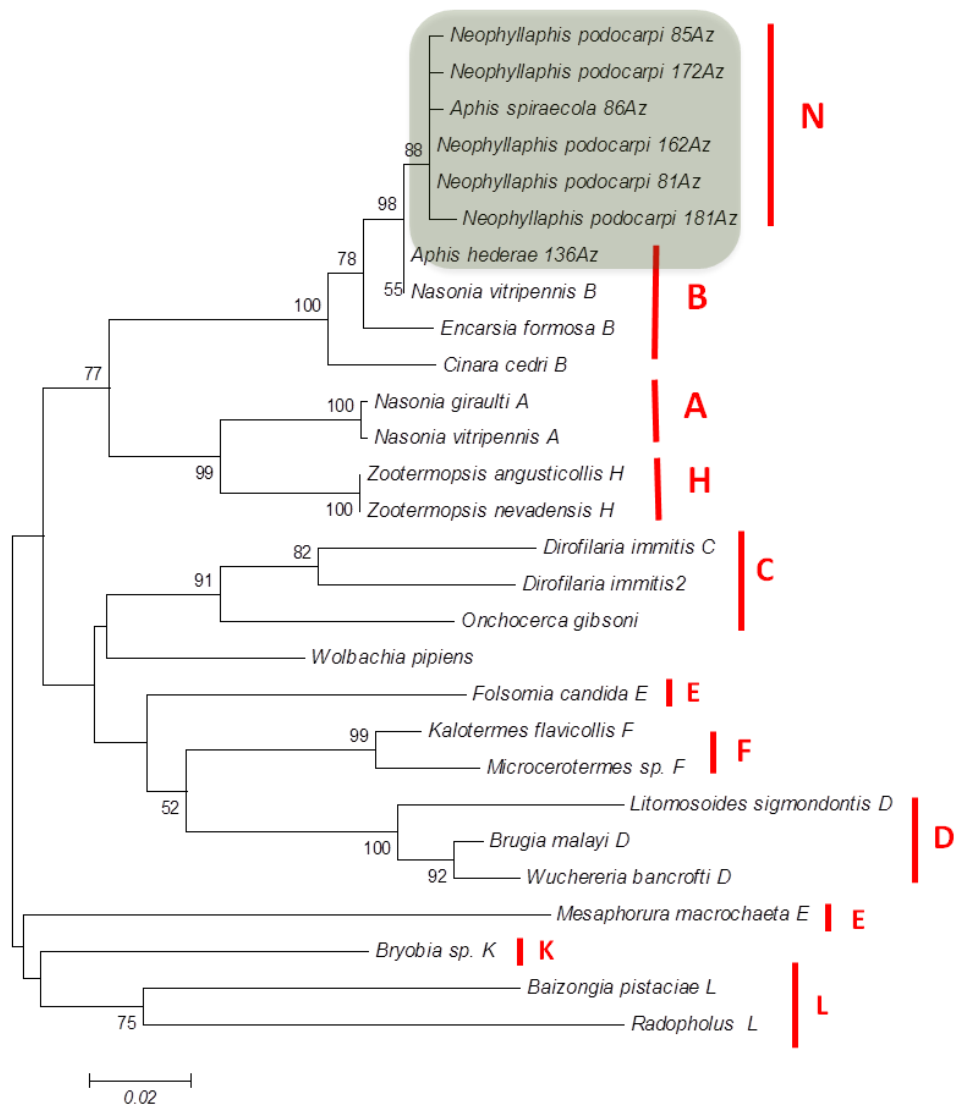 Neophyllaphis podocarpi 85Az
Neophyllaphis podocarpi 172Az
N
Aphis spiraecola 86Az
88
Neophyllaphis podocarpi 162Az
Neophyllaphis podocarpi 81Az
98
Neophyllaphis podocarpi 181Az
78
Aphis hederae 136Az
55
Nasonia vitripennis B
B
100
Encarsia formosa B
Cinara cedri B
77
100
Nasonia giraulti A
A
Nasonia vitripennis A
99
Zootermopsis angusticollis H
H
100
Zootermopsis nevadensis H
82
Dirofilaria immitis C
C
91
Dirofilaria immitis2
Onchocerca gibsoni
Wolbachia pipiens
Folsomia candida E
E
99
Kalotermes flavicollis F
F
Microcerotermes sp. F
52
Litomosoides sigmondontis D
D
100
Brugia malayi D
92
Wuchereria bancrofti D
Mesaphorura macrochaeta E
E
Bryobia sp. K
K
Baizongia pistaciae L
L
75
Radopholus L
0.02